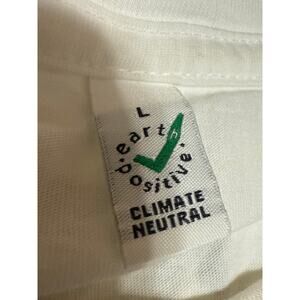 L
earth
positive
CLIMATE
NEUTRAL